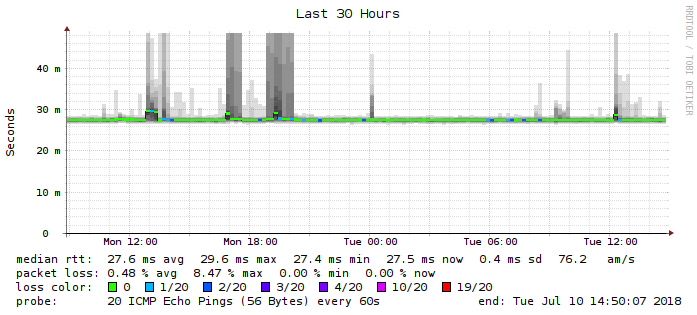 Last 30 Hours
RRDTOOL / TOBI OETIKER
Seconds
40 m
30 m
20 m
10 m
0
Mon 12:00 Mon 18:00 Tue 00:00 Tue 06:00 Tue 12:00
median rtt: 27.6 ms avg 29.6 ms max 27.4 ms min 27.5 ms now 0.4 ms sd 76.2 am/s
packet loss: 0.48 % avg 8.47 % max 0.00 % min 0.00 % now
loss color: 0 1/20 2/20 3/20 4/20 10/20 19/20
probe: 20 ICMP Echo Pings (56 Bytes) every 60s end: Tue Jul 10 14:50:07 2018